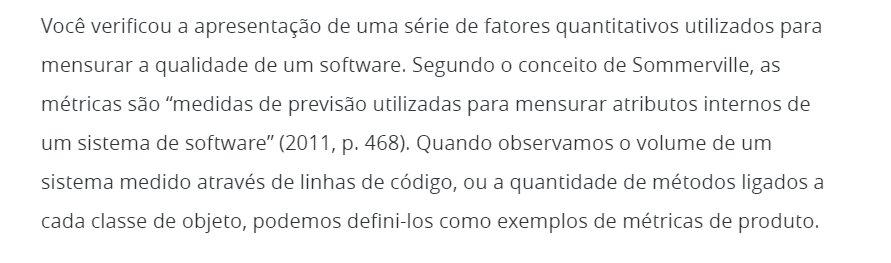 Você verificou a apresentação de uma série de fatores quantitativos utilizados para
mensurar a qualidade de um software. Segundo o conceito de Sommerville, as
métricas são “medidas de previsão utilizadas para mensurar atributos internos de
um sistema de software” (2011, p. 468). Quando observamos o volume de um
sistema medido através de linhas de código, ou a quantidade de métodos ligados a
cada classe de objeto, podemos defini-los como exemplos de métricas de produto.